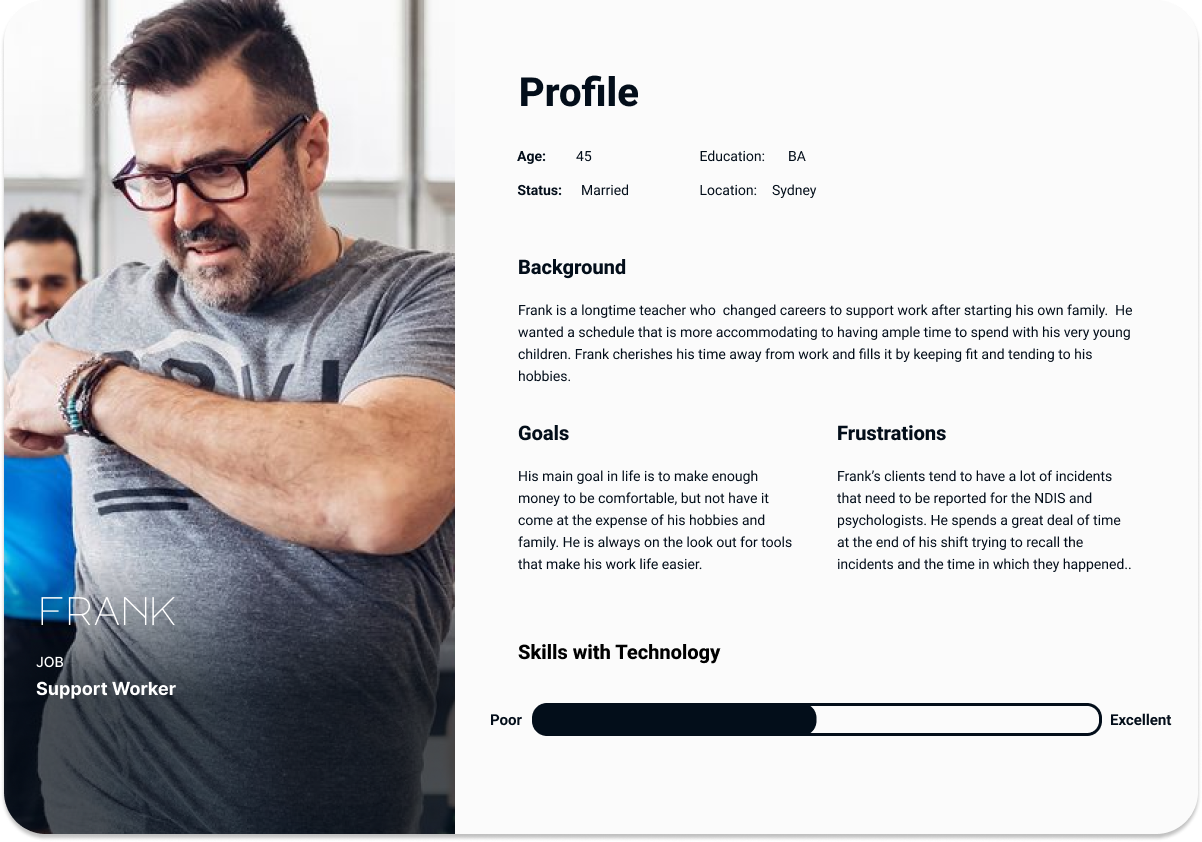 Profile
Age: 45 Education: BA
Status: Married Location: Sydney
Background
Frank is a longtime teacher who  changed careers to support work after starting his own family.  He
wanted a schedule that is more accommodating to having ample time to spend with his very young
children. Frank cherishes his time away from work and fills it by keeping fit and tending to his
hobbies.
Goals
His main goal in life is to make enough
money to be comfortable, but not have it
come at the expense of his hobbies and
family. He is always on the look out for tools
that make his work life easier.
Frustrations
Frank’s clients tend to have a lot of incidents
that need to be reported for the NDIS and
psychologists. He spends a great deal of time
at the end of his shift trying to recall the
incidents and the time in which they happened..
FRANK
JOB
Support Worker
Skills with Technology
Poor Excellent